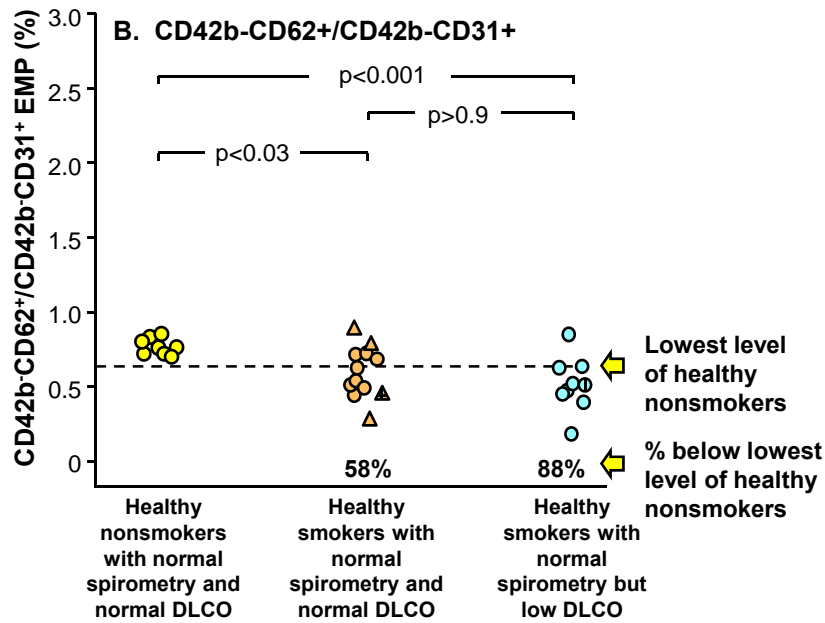 B. CD42b-CD62+/CD42b-CD31+
CD42b-CD62+/CD42b-CD31+ EMP (%)
3.0
2.5
2.0
1.5
1.0
0.5
0
p<0.001
p>0.9
p<0.03
Lowest level
of healthy
nonsmokers
58%
88%
% below lowest
level of healthy
nonsmokers
Healthy
nonsmokers
with normal
spirometry and
normal DLCO
Healthy
smokers with
normal
spirometry and
normal DLCO
Healthy
smokers with
normal
spirometry but
low DLCO